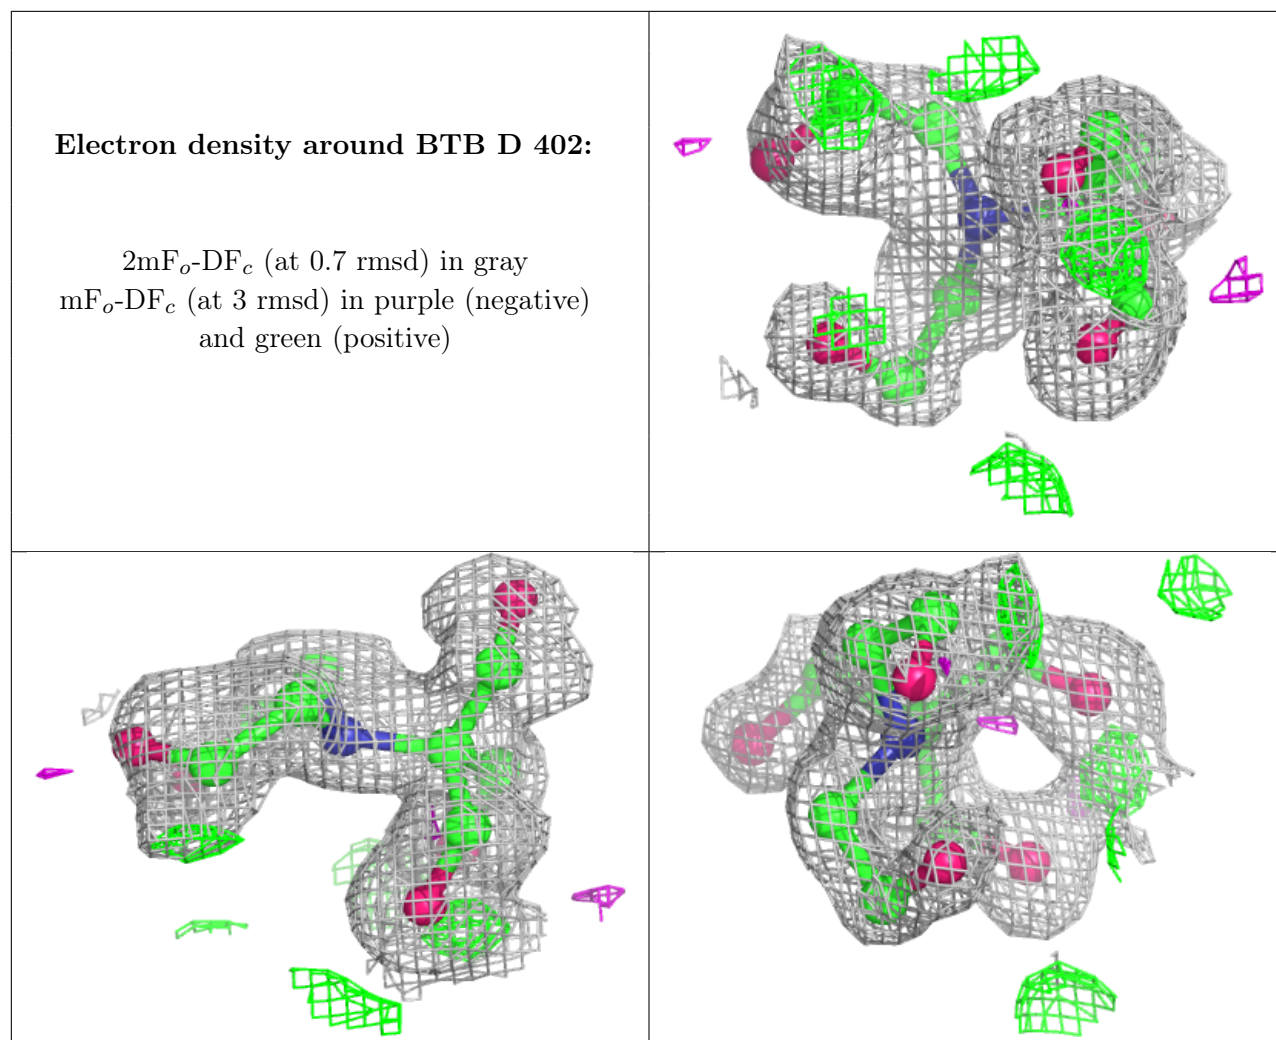 Electron density around BTB D 402:
2mFo-DFc (at 0.7 rmsd) in gray
mFo-DFc (at 3 rmsd) in purple (negative)
and green (positive)